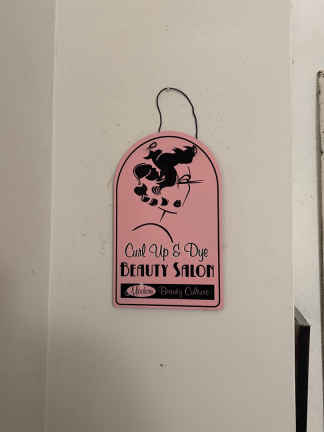 Curl Up & Dye
BEAUTY SALON
Modern Beauty Culture